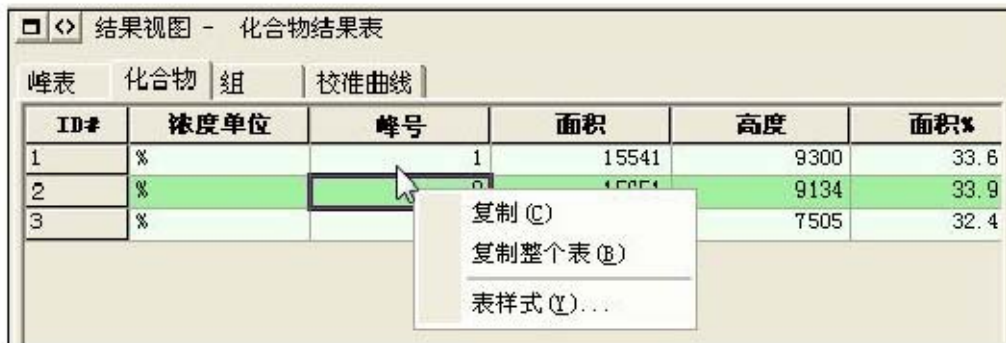 结果视图 - 化合物结果表
峰表 化合物 组 校准曲线
ID# 浓度单位 峰号 面积 高度 面积%
1 % 1 15541 9300 33.6
2 % 9134 33.9
3 % 7505 32.4
复制(C)
复制整个表(B)
表样式(Y)...